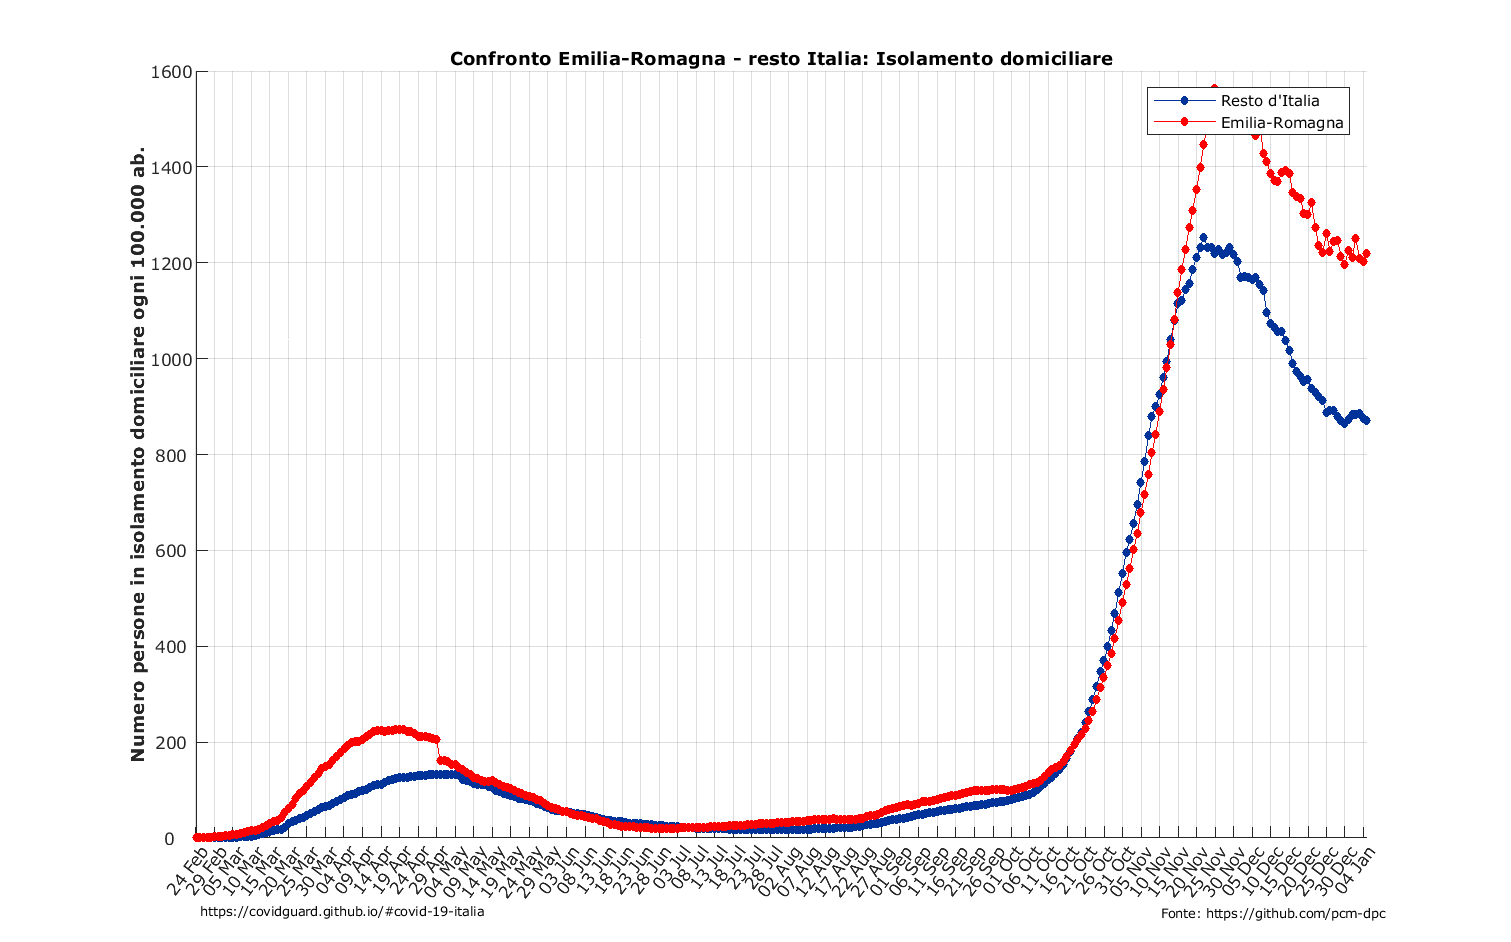 Confronto Emilia-Romagna - resto Italia: Isolamento domiciliare
Numero persone in isolamento domiciliare ogni 100.000 ab.
1600
1400
1200
1000
800
600
400
200
0
Resto d'Italia
Emilia-Romagna
24 Feb
29 Feb
05 Mar
10 Mar
15 Mar
20 Mar
25 Mar
30 Mar
04 Apr
09 Apr
14 Apr
19 Apr
24 Apr
29 Apr
04 May
09 May
14 May
19 May
24 May
29 May
03 Jun
08 Jun
13 Jun
18 Jun
23 Jun
28 Jun
03 Jul
08 Jul
13 Jul
18 Jul
23 Jul
28 Jul
02 Aug
07 Aug
12 Aug
17 Aug
22 Aug
27 Aug
01 Sep
06 Sep
11 Sep
16 Sep
21 Sep
26 Sep
01 Oct
06 Oct
11 Oct
16 Oct
21 Oct
26 Oct
31 Oct
05 Nov
10 Nov
15 Nov
20 Nov
25 Nov
30 Nov
05 Dec
10 Dec
15 Dec
20 Dec
25 Dec
30 Dec
04 Jan
https://covidguard.github.io/#covid-19-italia
Fonte: https://github.com/pcm-dpc